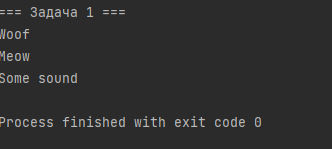 === Задача 1 ===
Woof
Meow
Some sound
Process finished with exit code 0